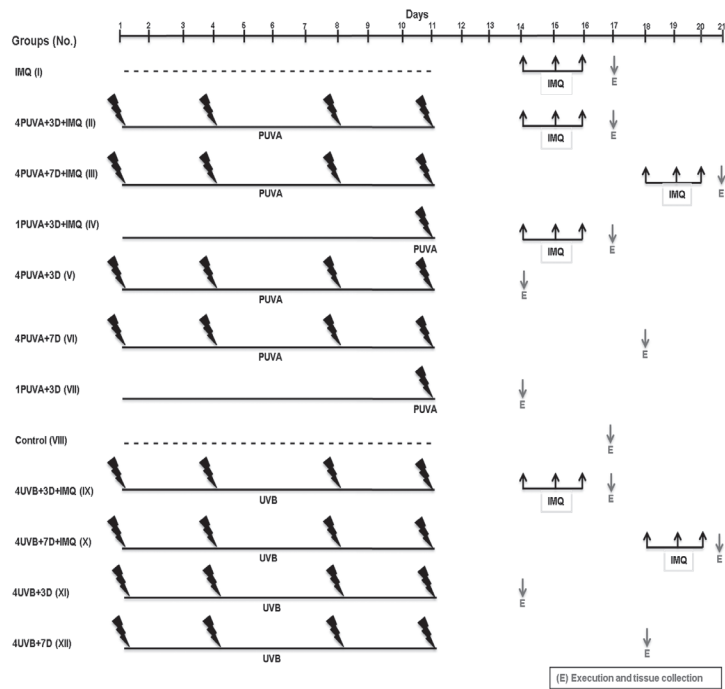 Days
Groups (No.)
1 2 3 4 5 6 7 8 9 10 11 12 13 14 15 16 17 18 19 20 21
IMQ (I)
IMQ
E
4PUVA+3D+IMQ (II)
PUVA
IMQ
E
4PUVA+7D+IMQ (III)
PUVA
IMQ
E
1PUVA+3D+IMQ (IV)
PUVA
IMQ
E
4PUVA+3D (V)
PUVA
E
4PUVA+7D (VI)
PUVA
E
1PUVA+3D (VII)
PUVA
E
Control (VIII)
E
4UVB+3D+IMQ (IX)
UVB
IMQ
E
4UVB+7D+IMQ (X)
UVB
IMQ
E
4UVB+3D (XI)
UVB
E
4UVB+7D (XII)
UVB
E
(E) Execution and tissue collection